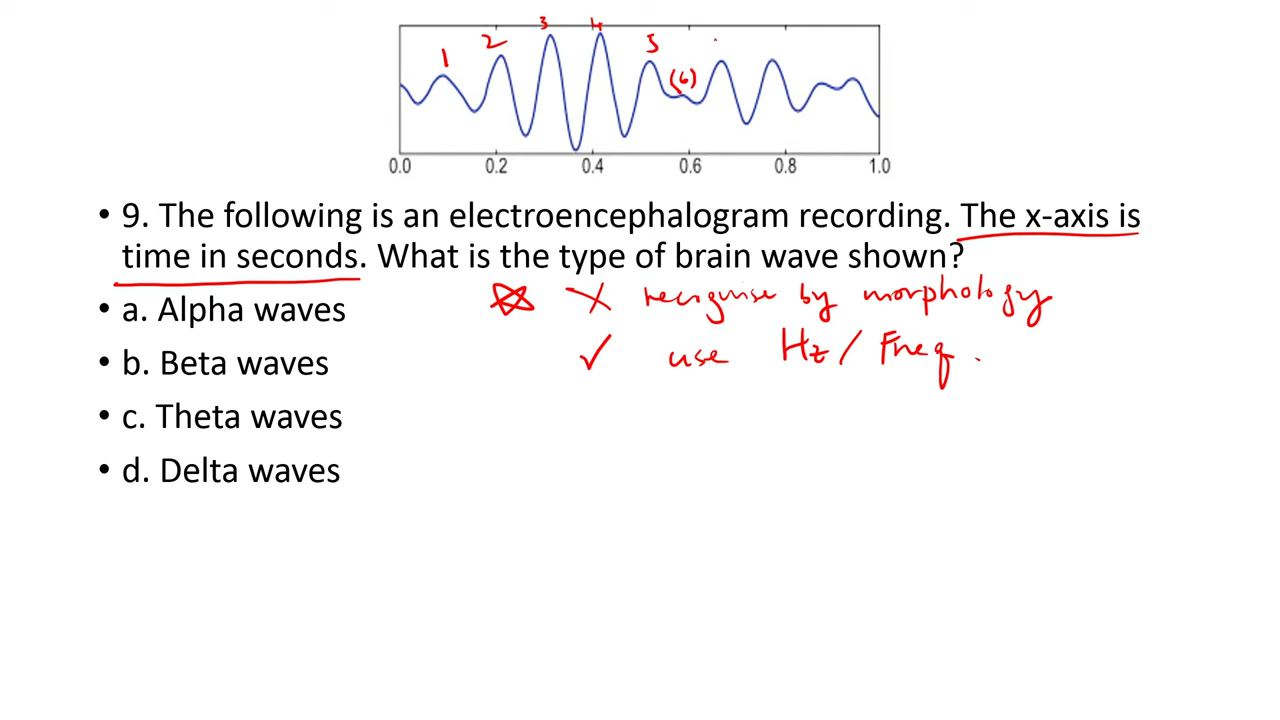 1 2 3 4 5 (6)
0.0 0.2 0.4 0.6 0.8 1.0
• 9. The following is an electroencephalogram recording. The x-axis is
time in seconds. What is the type of brain wave shown?
recognise by morphology
• a. Alpha waves
use Hz / Freq.
• b. Beta waves
• c. Theta waves
• d. Delta waves